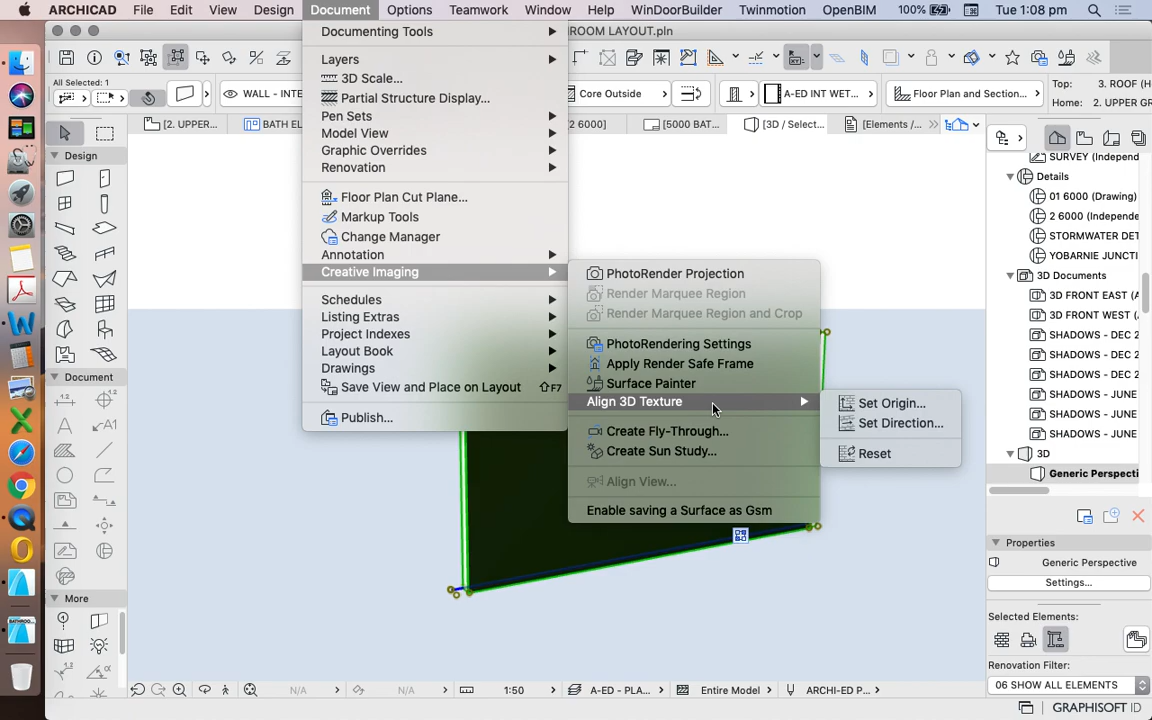 ARCHICAD File Edit View Design Document Options Teamwork Window Help WinDoorBuilder Twinmotion OpenBIM 100% Tue 1:08 pm
ROOM LAYOUT.pln
All Selected: 1
WALL - INTE
Core Outside
A-ED INT WET...
Floor Plan and Section...
Top: 3. ROOF (H
Home: 2. UPPER GR
[2. UPPER...
BATH EL
2 6000]
[5000 BAT...
[3D / Select...
[Elements /...
Design
Document
More
Documenting Tools
Layers
3D Scale...
Partial Structure Display...
Pen Sets
Model View
Graphic Overrides
Renovation
Floor Plan Cut Plane...
Markup Tools
Change Manager
Annotation
Creative Imaging
Schedules
Listing Extras
Project Indexes
Layout Book
Drawings
Save View and Place on Layout ⇧F7
Publish...
PhotoRender Projection
Render Marquee Region
Render Marquee Region and Crop
PhotoRendering Settings
Apply Render Safe Frame
Surface Painter
Align 3D Texture
Create Fly-Through...
Create Sun Study...
Align View...
Enable saving a Surface as Gsm
Set Origin...
Set Direction...
Reset
SURVEY (Independ
Details
01 6000 (Drawing)
2 6000 (Independe
STORMWATER DET
YOBARNIE JUNCTI
3D Documents
3D FRONT EAST (A
3D FRONT WEST (A
SHADOWS - DEC 2
SHADOWS - DEC 2
SHADOWS - DEC 2
SHADOWS - JUNE
SHADOWS - JUNE
SHADOWS - JUNE
3D
Generic Perspecti
Properties
Generic Perspective
Settings...
Selected Elements:
Renovation Filter:
06 SHOW ALL ELEMENTS
N/A
N/A
1:50
A-ED - PLA...
Entire Model
ARCHI-ED P...
GRAPHISOFT ID